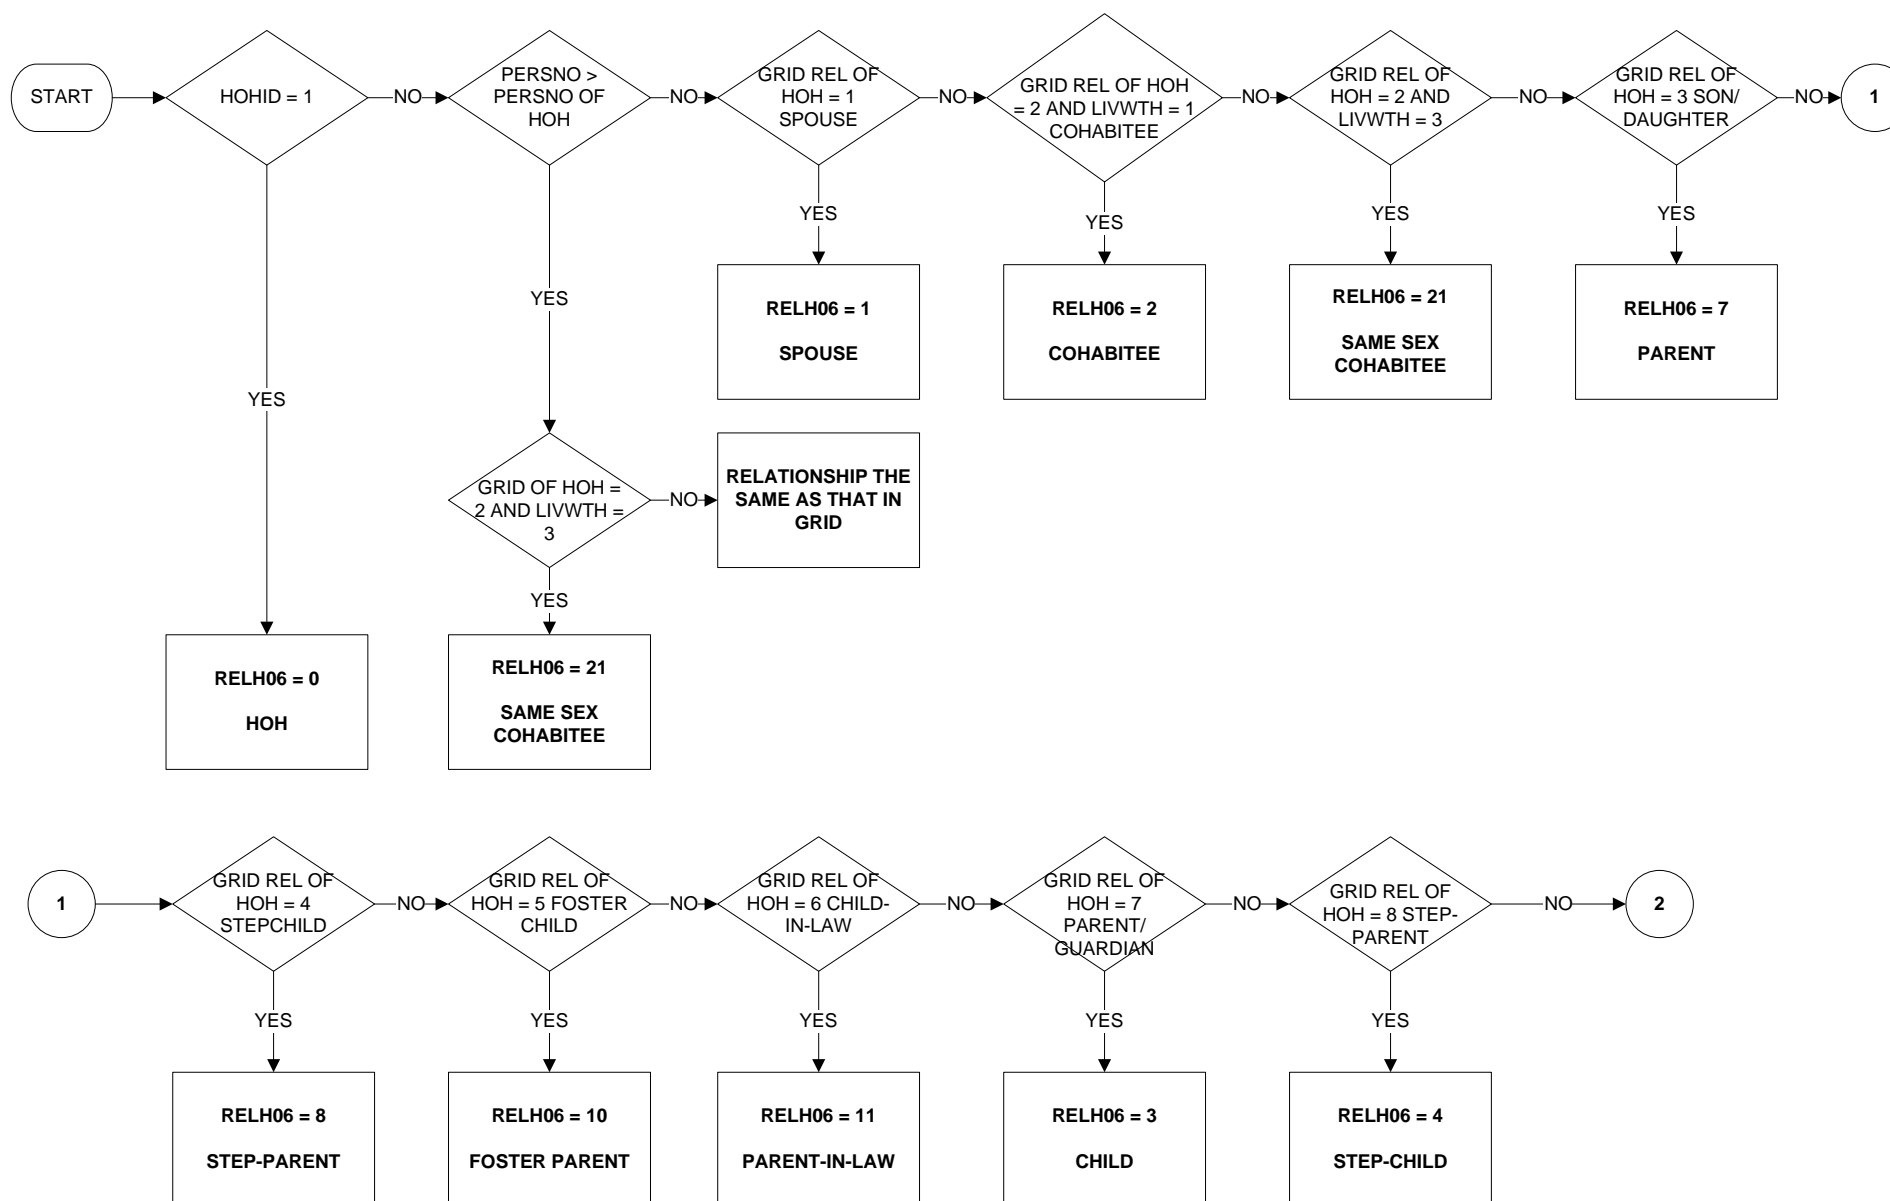 START
HOHID = 1
NO
PERSNO >
PERSNO OF
HOH
NO
GRID REL OF
HOH = 1
SPOUSE
NO
GRID REL OF HOH
= 2 AND LIVWTH = 1
COHABITEE
NO
GRID REL OF
HOH = 2 AND
LIVWTH = 3
NO
GRID REL OF
HOH = 3 SON/
DAUGHTER
NO
1
YES
YES
YES
YES
YES
YES
RELH06 = 1
SPOUSE
RELH06 = 2
COHABITEE
RELH06 = 21
SAME SEX
COHABITEE
RELH06 = 7
PARENT
GRID OF HOH =
2 AND LIVWTH =
3
NO
RELATIONSHIP THE
SAME AS THAT IN
GRID
YES
RELH06 = 0
HOH
RELH06 = 21
SAME SEX
COHABITEE
1
GRID REL OF
HOH = 4
STEPCHILD
NO
GRID REL OF
HOH = 5 FOSTER
CHILD
NO
GRID REL OF
HOH = 6 CHILD-
IN-LAW
NO
GRID REL OF
HOH = 7
PARENT/
GUARDIAN
NO
GRID REL OF
HOH = 8 STEP-
PARENT
NO
2
YES
YES
YES
YES
YES
RELH06 = 8
STEP-PARENT
RELH06 = 10
FOSTER PARENT
RELH06 = 11
PARENT-IN-LAW
RELH06 = 3
CHILD
RELH06 = 4
STEP-CHILD